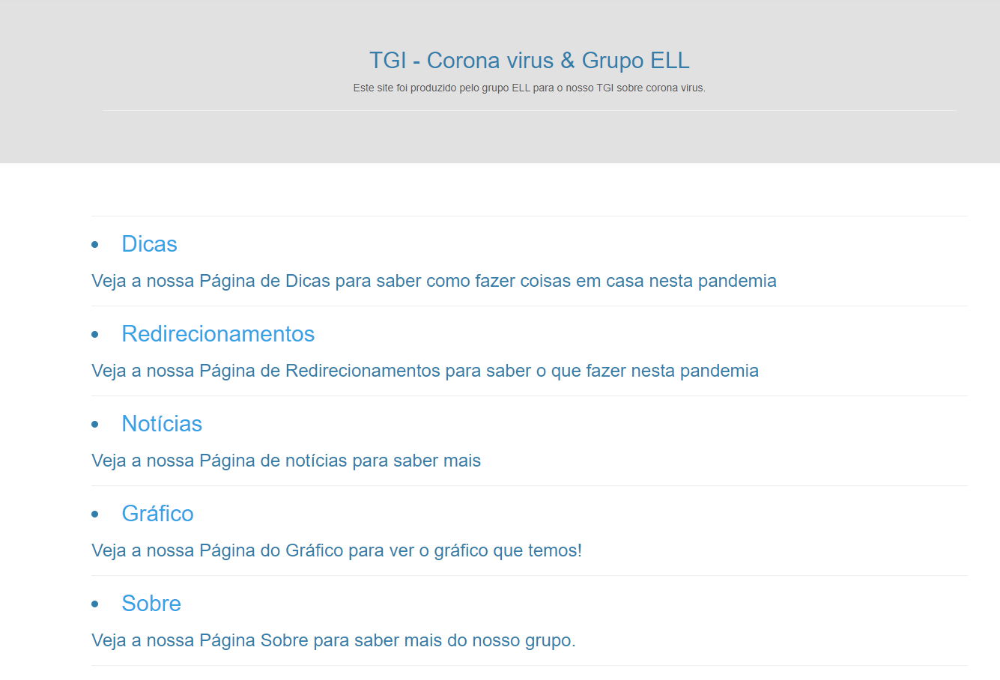 TGI - Corona virus & Grupo ELL
Este site foi produzido pelo grupo ELL para o nosso TGI sobre corona virus.
Dicas
Veja a nossa Página de Dicas para saber como fazer coisas em casa nesta pandemia
Redirecionamentos
Veja a nossa Página de Redirecionamentos para saber o que fazer nesta pandemia
Notícias
Veja a nossa Página de notícias para saber mais
Gráfico
Veja a nossa Página do Gráfico para ver o gráfico que temos!
Sobre
Veja a nossa Página Sobre para saber mais do nosso grupo.